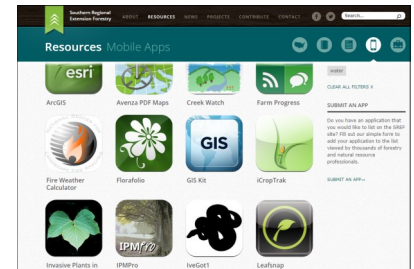 Southern Regional
Extension Forestry
ABOUT RESOURCES NEWS PROJECTS CONTRIBUTE CONTACT
Search...
Resources Mobile Apps
esri
ArcGIS
Avenza PDF Maps
Creek Watch
Farm Progress
water
CLEAR ALL FILTERS X
SUBMIT AN APP
Do you have an application that
you would like to list on the SREF
site? Fill out our simple form to
add your application to the list
viewed by thousands of forestry
and natural resource
professionals.
SUBMIT AN APP→
GIS
Fire Weather
Calculator
Florafolio
GIS Kit
iCropTrak
IPMPro
Invasive Plants in
IPMPro
IveGot1
Leafsnap